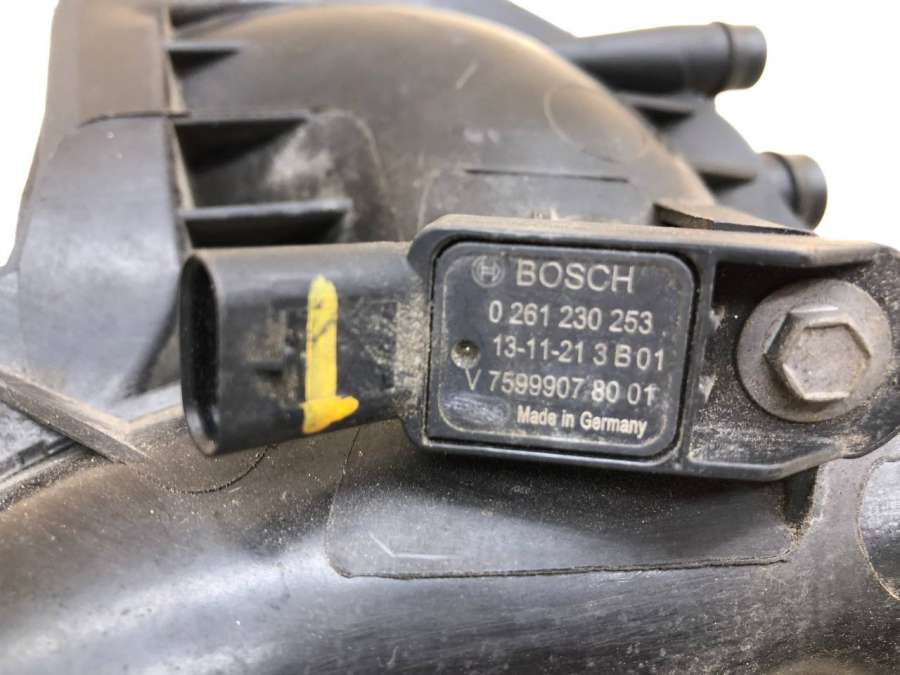 BOSCH
0 261 230 253
13-11-21 3 B 01
V 7599907 80 01
Made in Germany